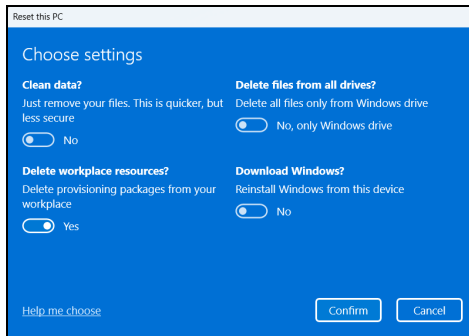 Reset this PC
Choose settings
Clean data?
Just remove your files. This is quicker, but
less secure
No
Delete files from all drives?
Delete all files only from Windows drive
No, only Windows drive
Delete workplace resources?
Delete provisioning packages from your
workplace
Yes
Download Windows?
Reinstall Windows from this device
No
Help me choose
Confirm
Cancel